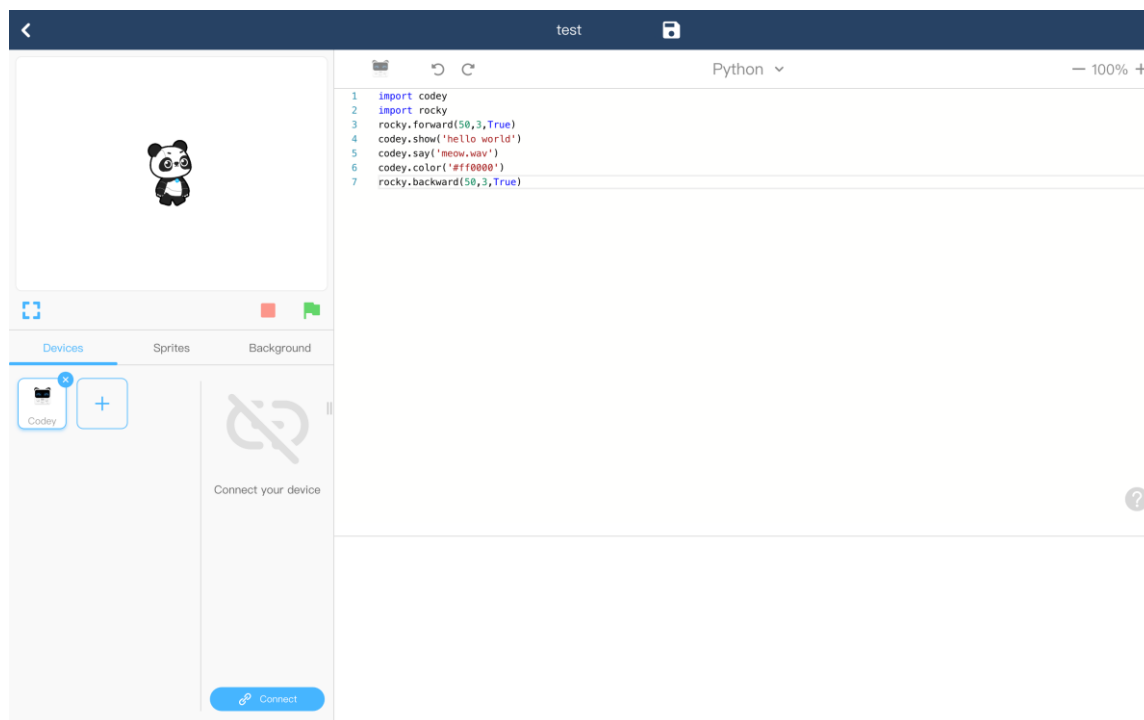 test
Python
100%
1 import codey
2 import rocky
3 rocky.forward(50,3,True)
4 codey.show('hello world')
5 codey.say('meow.wav')
6 codey.color('#ff0000')
7 rocky.backward(50,3,True)
Devices Sprites Background
Codey
Connect your device
Connect